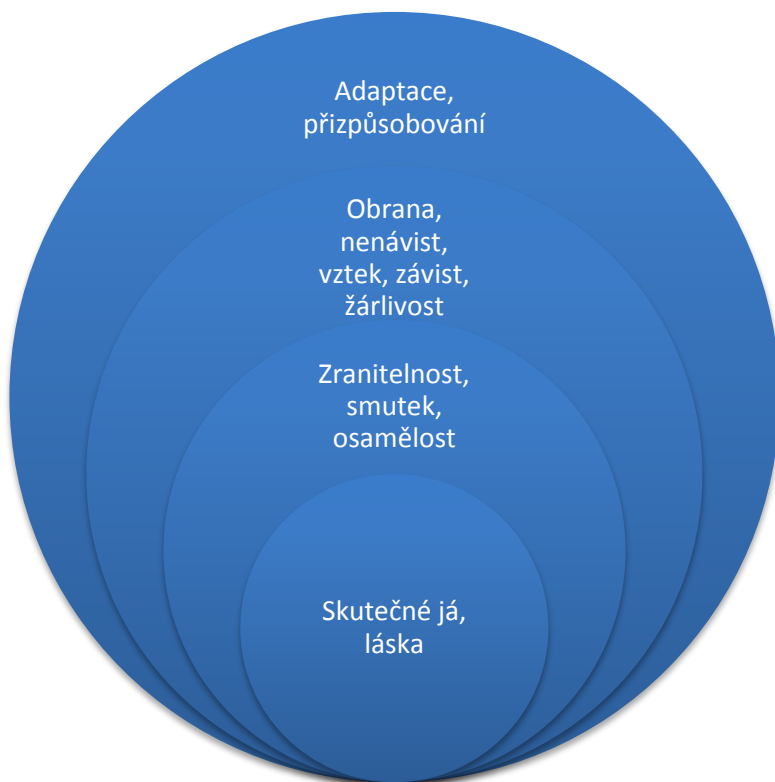 Adaptace,
přizpůsobování
Obrana,
nenávist,
vztek, závist,
žárlivost
Zranitelnost,
smutek,
osamělost
Skutečné já,
láska